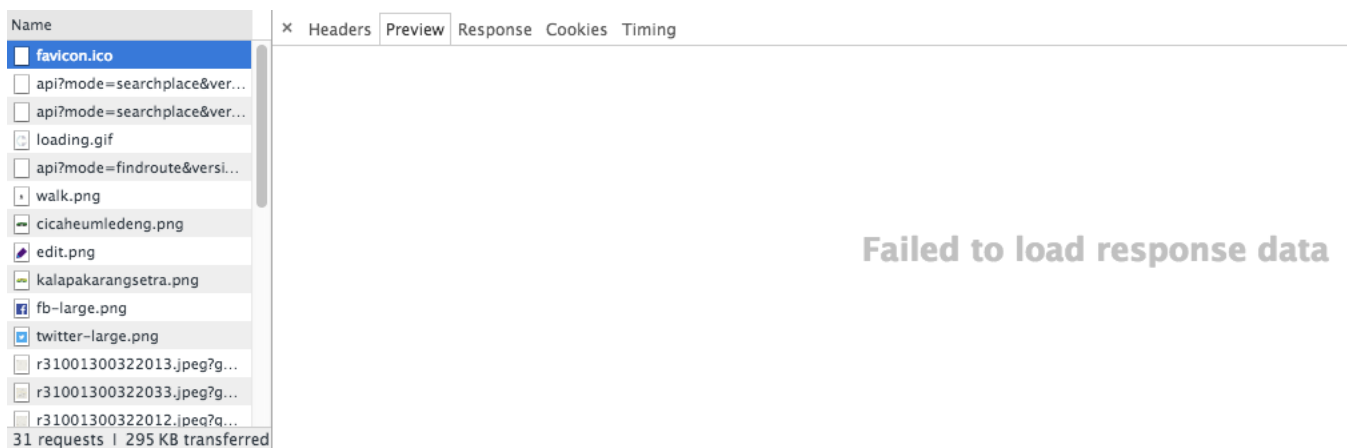 Name
× Headers Preview Response Cookies Timing
favicon.ico
api?mode=searchplace&ver...
api?mode=searchplace&ver...
loading.gif
api?mode=findroute&versi...
walk.png
cicaheumledeng.png
edit.png
kalapakarangsetra.png
fb-large.png
twitter-large.png
r31001300322013.jpeg?g...
r31001300322033.jpeg?g...
r31001300322012.jpeg?g...
31 requests | 295 KB transferred
Failed to load response data